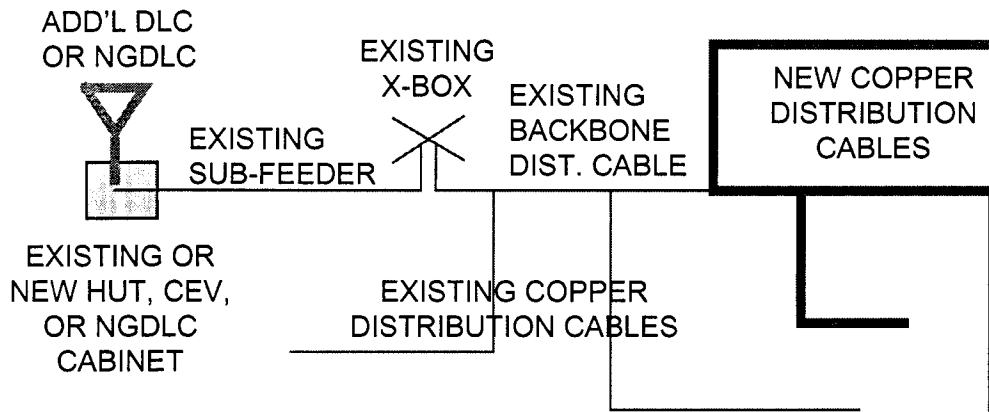 ADD'L DLC
OR NGDLC
EXISTING
X-BOX
EXISTING
SUB-FEEDER
EXISTING
BACKBONE
DIST. CABLE
NEW COPPER
DISTRIBUTION
CABLES
EXISTING OR
NEW HUT, CEV,
OR NGDLC
CABINET
EXISTING COPPER
DISTRIBUTION CABLES